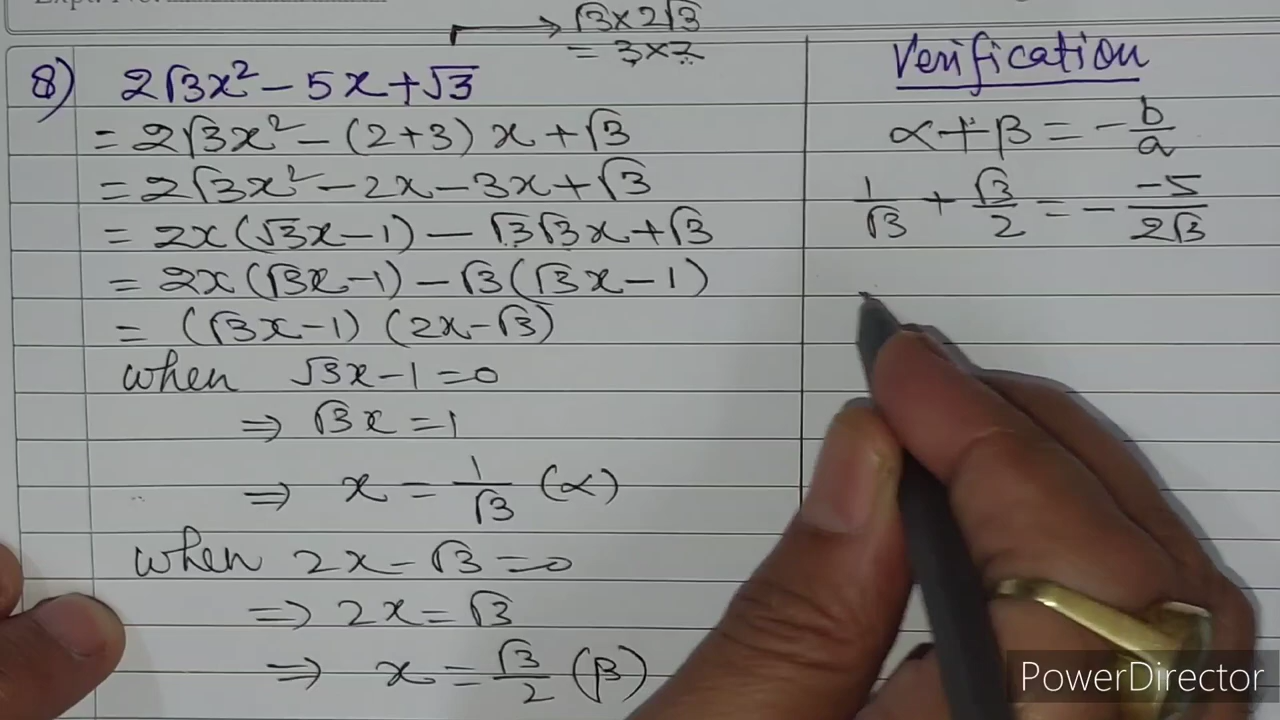 √3×2√3
= 3×2
8) 2√3x² – 5x + √3
= 2√3x² – (2+3) x + √3
= 2√3x² – 2x – 3x + √3
= 2x (√3x – 1) – √3√3x + √3
= 2x (√3x – 1) – √3 (√3x – 1)
= (√3x – 1) (2x – √3)
when √3x – 1 = 0
⇒ √3x = 1
⇒ x = 1/√3 (α)
when 2x – √3 = 0
⇒ 2x = √3
⇒ x = √3/2 (β)
Verification
α + β = – b/a
1/√3 + √3/2 = – -5/2√3
PowerDirector